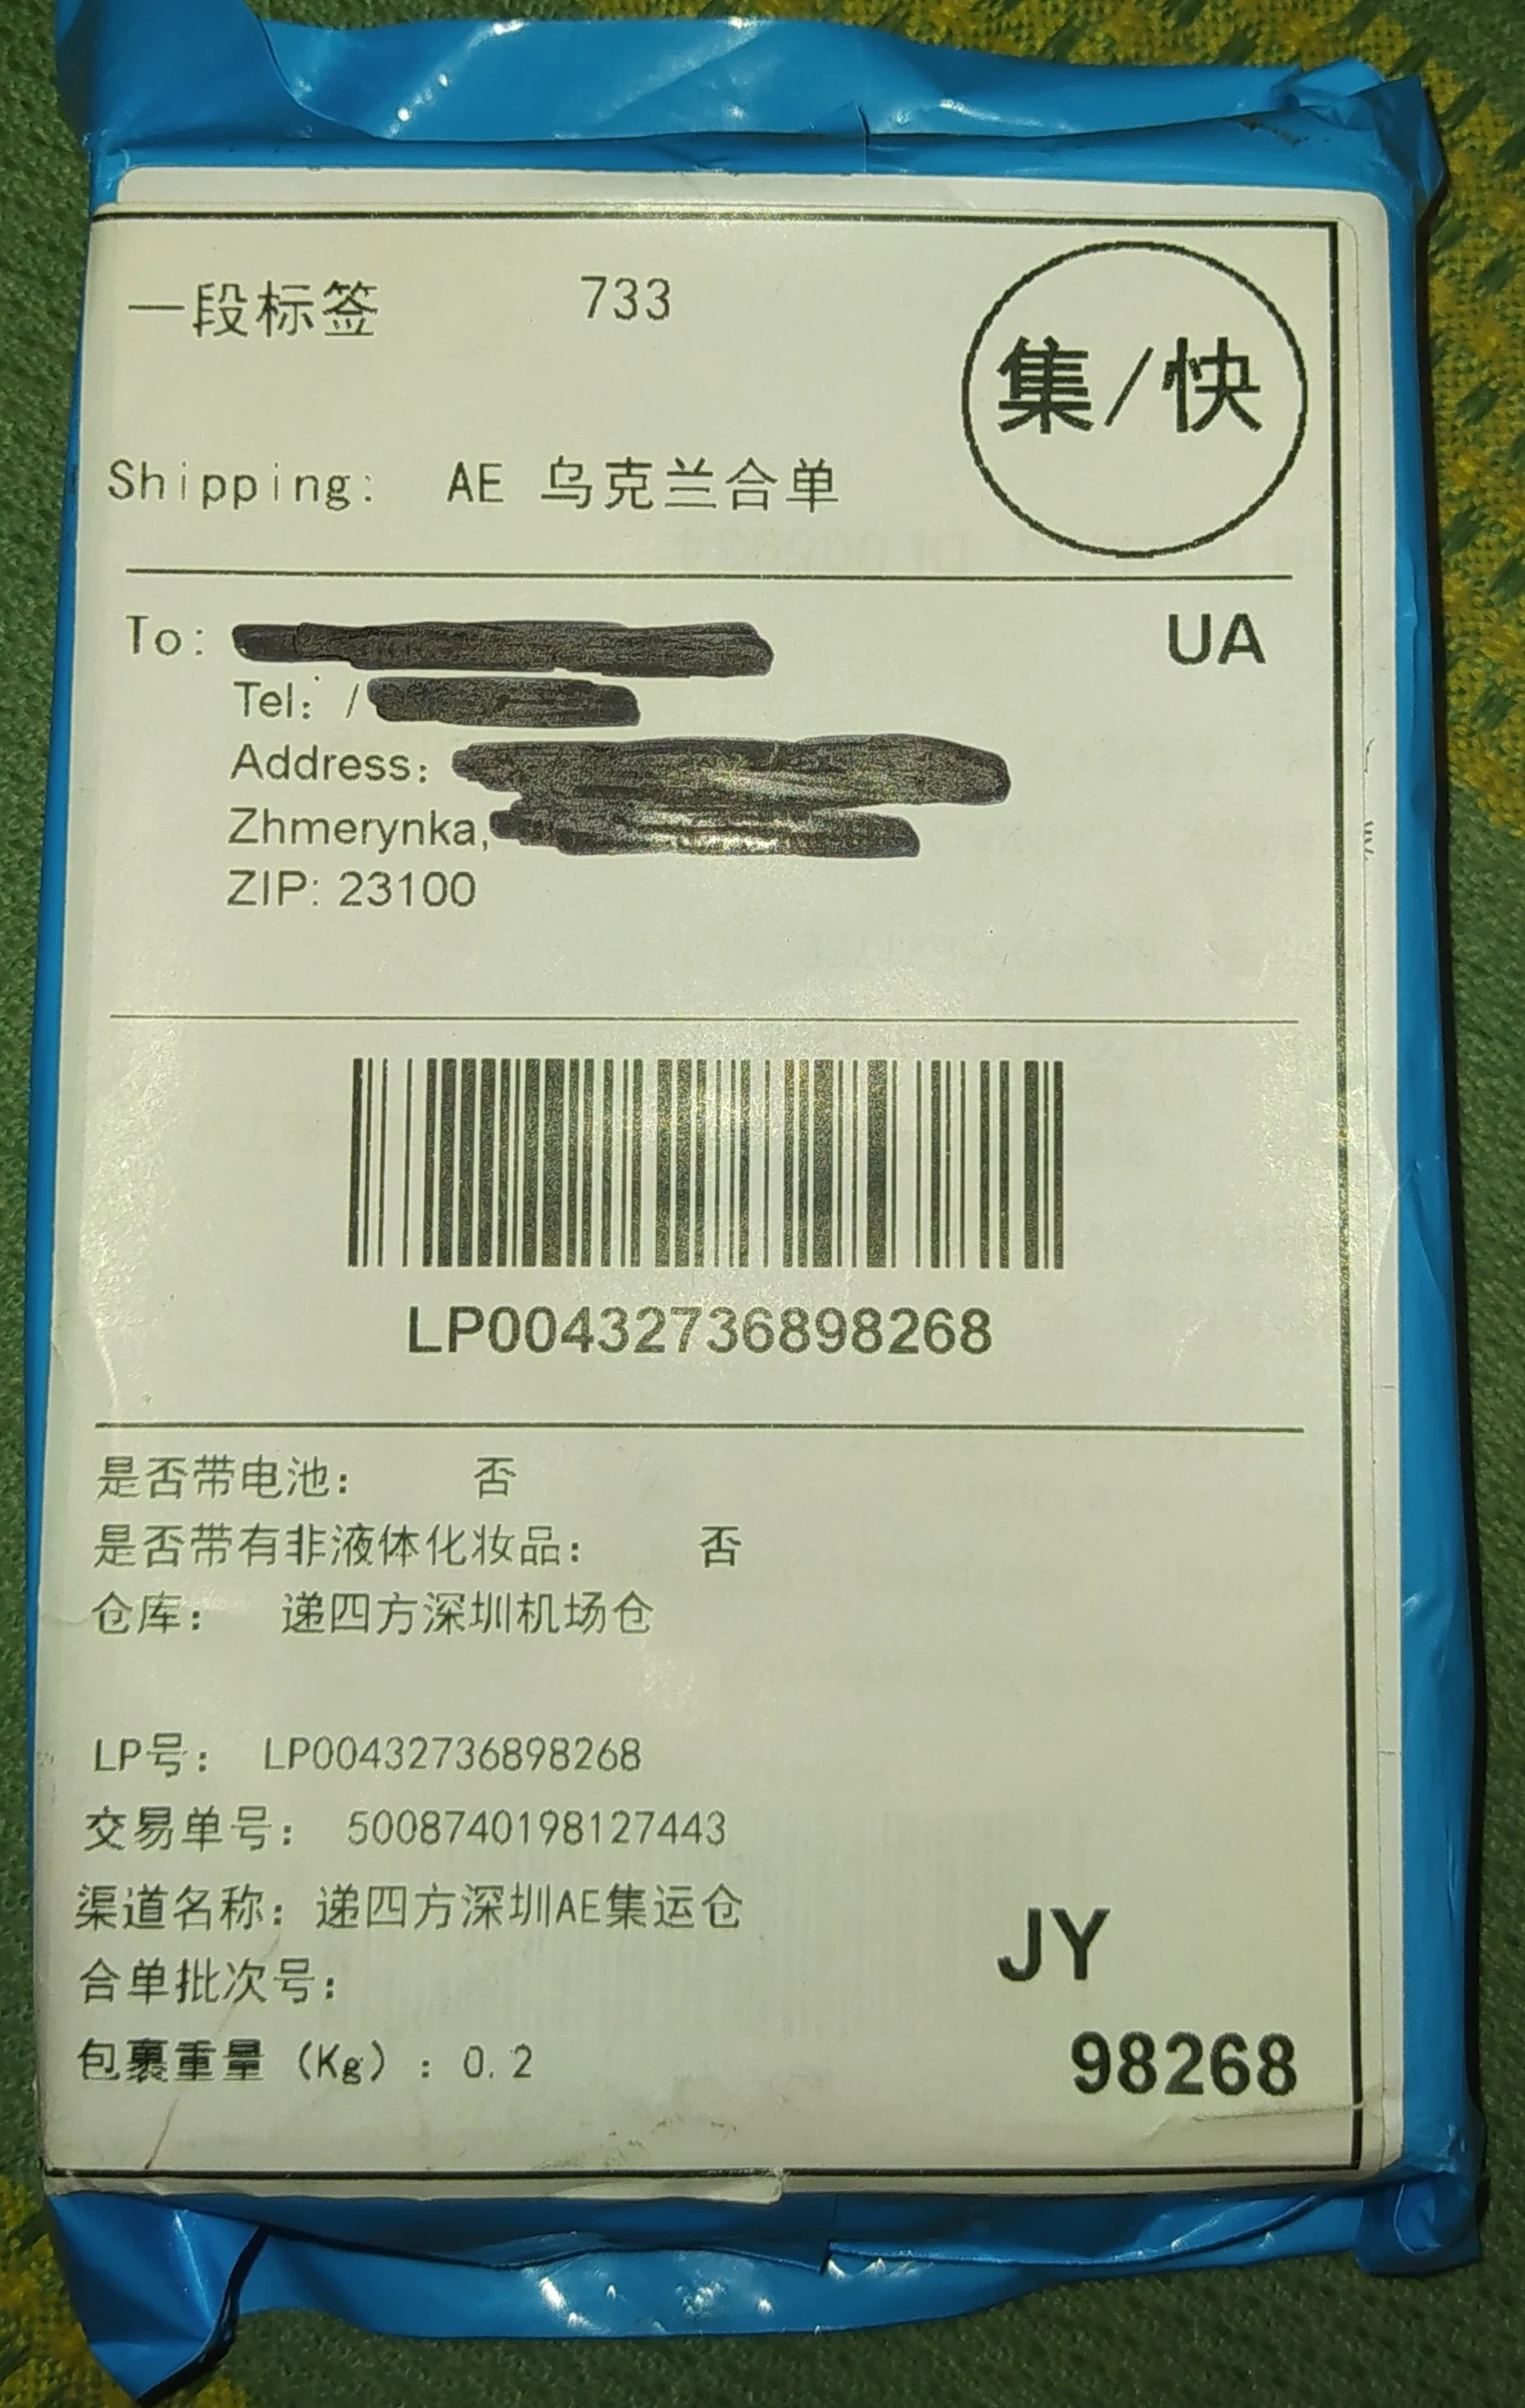 一段标签 733
集/快
Shipping: AE 乌克兰合单
To:
UA
Tel: /
Address:
Zhmerynka,
ZIP: 23100
LP00432736898268
是否带电池: 否
是否带有非液体化妆品: 否
仓库: 递四方深圳机场仓
LP号: LP00432736898268
交易单号: 5008740198127443
渠道名称: 递四方深圳AE集运仓
JY
合单批次号:
包裹重量 (Kg) : 0.2
98268